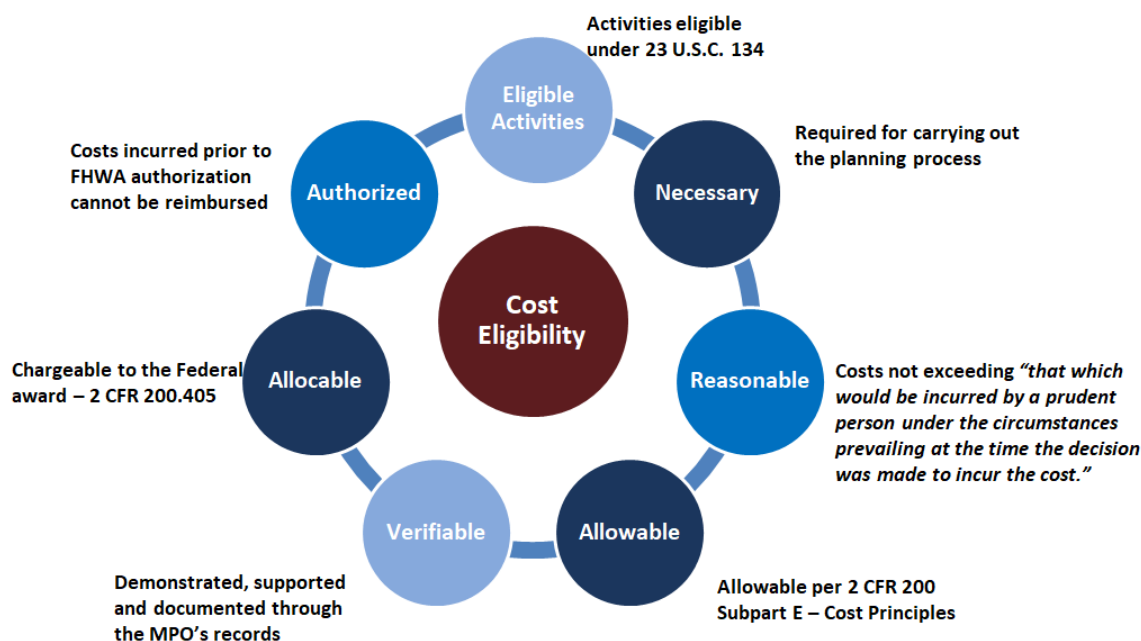 Activities eligible
under 23 U.S.C. 134
Eligible
Activities
Required for carrying out
the planning process
Necessary
Costs not exceeding “that which
would be incurred by a prudent
person under the circumstances
prevailing at the time the decision
was made to incur the cost.”
Reasonable
Allowable
Allowable per 2 CFR 200
Subpart E – Cost Principles
Verifiable
Demonstrated, supported
and documented through
the MPO’s records
Allocable
Chargeable to the Federal
award – 2 CFR 200.405
Authorized
Costs incurred prior to
FHWA authorization
cannot be reimbursed
Cost
Eligibility